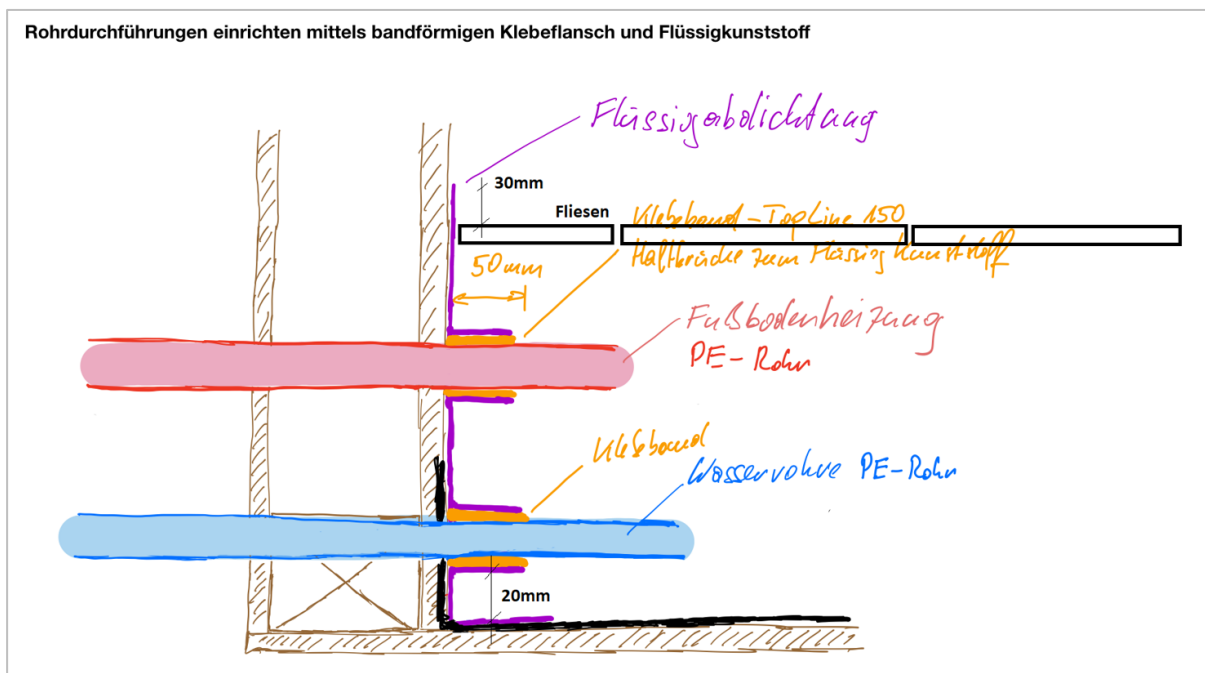 Rohrdurchführungen einrichten mittels bandförmigen Klebeflansch und Flüssigkunststoff
Flüssigabdichtung
30mm
Fliesen
Klebeband-TopLine 150
Haftbrücke zum Flüssigkunststoff
50mm
Fußbodenheizung
PE-Rohr
Klebeband
Wasserrohre PE-Rohr
20mm